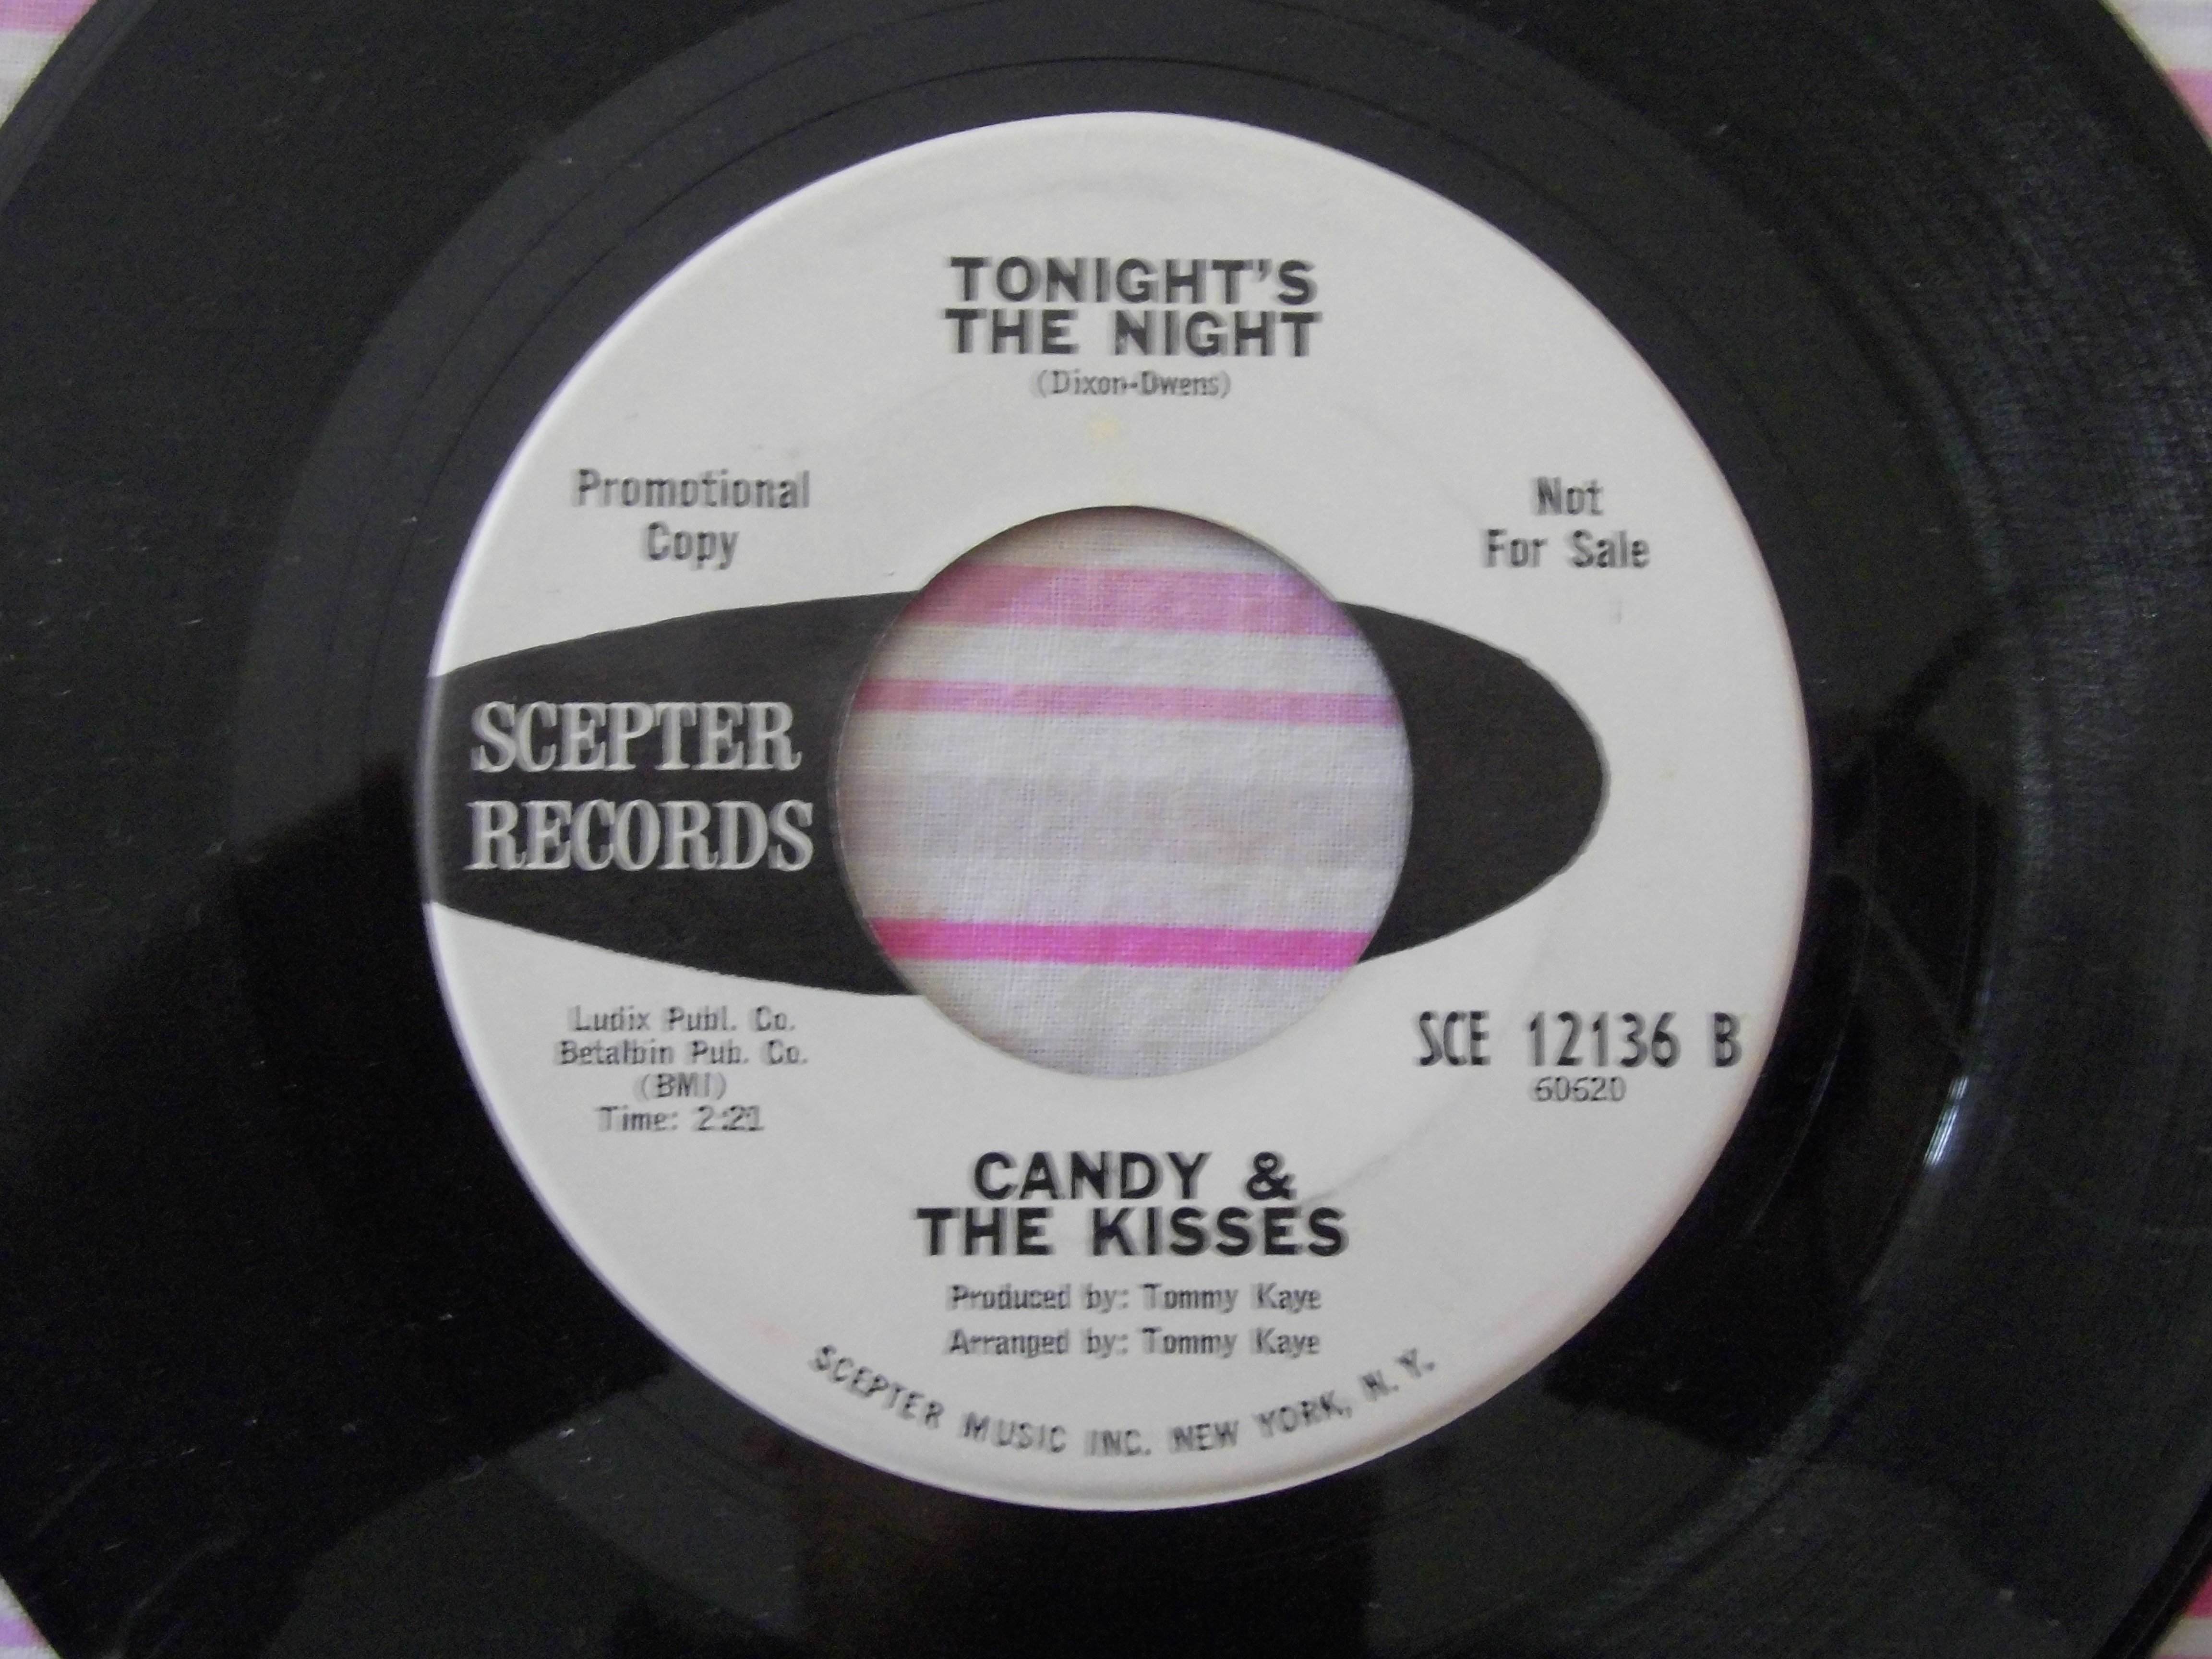 TONIGHT'S
THE NIGHT
(Dixon-Owens)
Promotional
Copy
Not
For Sale
SCEPTER
RECORDS
Ludix Publ. Co.
Betalbin Pub. Co.
(BMI)
Time: 2:21
SCE 12136 B
60620
CANDY &
THE KISSES
Produced by: Tommy Kaye
Arranged by: Tommy Kaye
SCEPTER MUSIC INC. NEW YORK, N. Y.